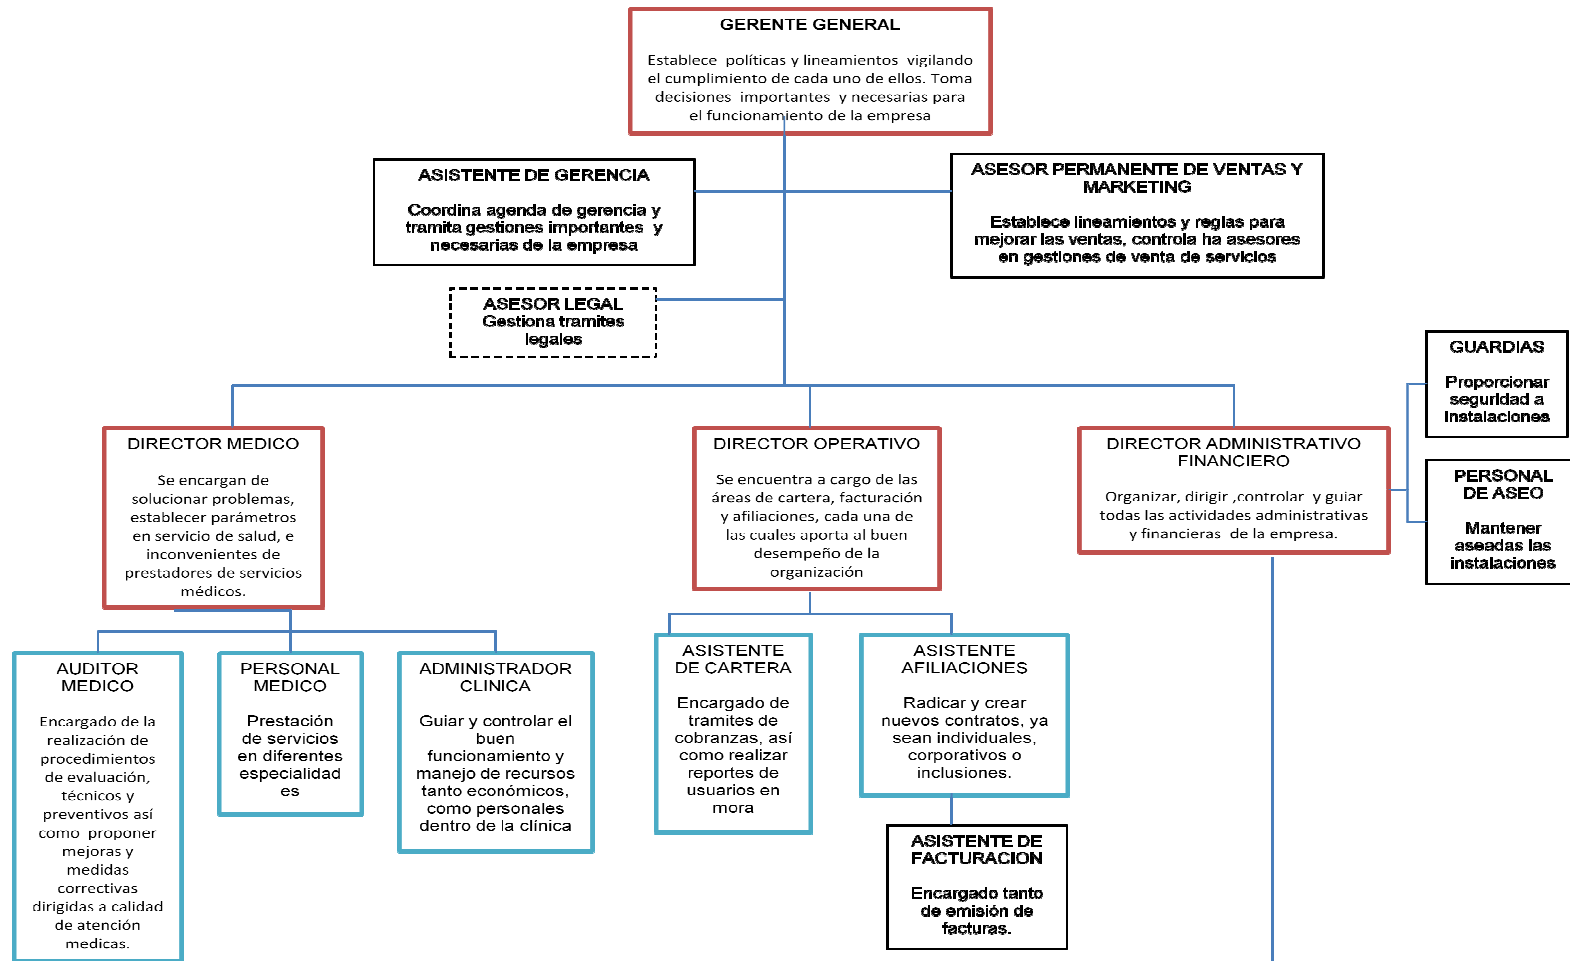 GERENTE GENERAL
Establece políticas y lineamientos vigilando
el cumplimiento de cada uno de ellos. Toma
decisiones importantes y necesarias para
el funcionamiento de la empresa
ASISTENTE DE GERENCIA
Coordina agenda de gerencia y
tramita gestiones importantes y
necesarias de la empresa
ASESOR PERMANENTE DE VENTAS Y
MARKETING
Establece lineamientos y reglas para
mejorar las ventas, controla ha asesores
en gestiones de venta de servicios
ASESOR LEGAL
Gestiona tramites
legales
GUARDIAS
Proporcionar
seguridad a
instalaciones
PERSONAL
DE ASEO
Mantener
aseadas las
instalaciones
DIRECTOR MEDICO
Se encargan de
solucionar problemas,
establecer parámetros
en servicio de salud, e
inconvenientes de
prestadores de servicios
médicos.
DIRECTOR OPERATIVO
Se encuentra a cargo de las
áreas de cartera, facturación
y afiliaciones, cada una de
las cuales aporta al buen
desempeño de la
organización
DIRECTOR ADMINISTRATIVO
FINANCIERO
Organizar, dirigir ,controlar y guiar
todas las actividades administrativas
y financieras de la empresa.
AUDITOR
MEDICO
Encargado de la
realización de
procedimientos
de evaluación,
técnicos y
preventivos así
como proponer
mejoras y
medidas
correctivas
dirigidas a calidad
de atención
medicas.
PERSONAL
MEDICO
Prestación
de servicios
en diferentes
especialidad
es
ADMINISTRADOR
CLINICA
Guiar y controlar el
buen
funcionamiento y
manejo de recursos
tanto económicos,
como personales
dentro de la clínica
ASISTENTE
DE CARTERA
Encargado de
tramites de
cobranzas, así
como realizar
reportes de
usuarios en
mora
ASISTENTE
AFILIACIONES
Radicar y crear
nuevos contratos, ya
sean individuales,
corporativos o
inclusiones.
ASISTENTE DE
FACTURACION
Encargado tanto
de emisión de
facturas.